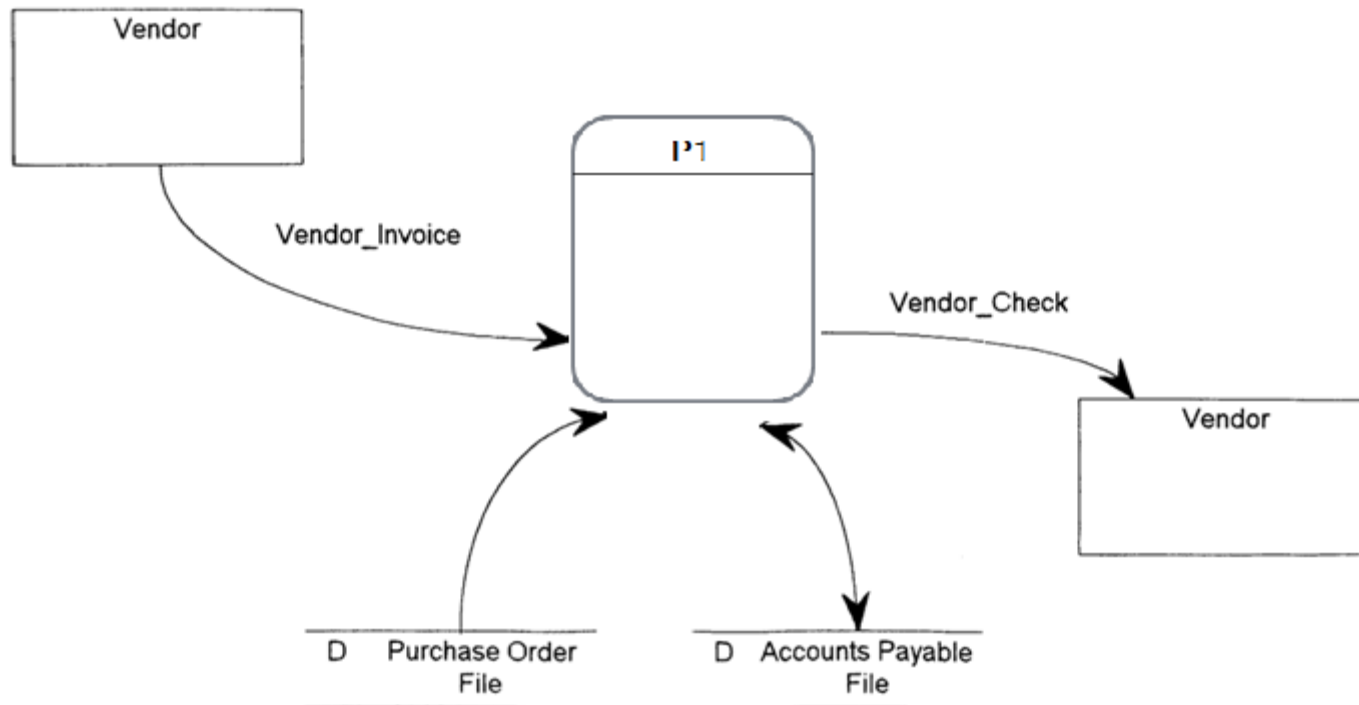 Vendor
P1
Vendor_Invoice
Vendor_Check
Vendor
D Purchase Order
File
D Accounts Payable
File